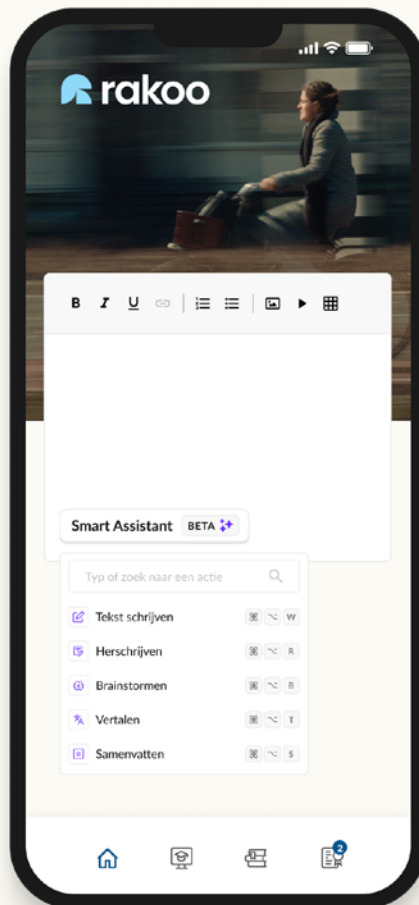 rakoo
B I U
Smart Assistant BETA
Typ of zoek naar een actie
Tekst schrijven ⌘ ⌥ W
Herschrijven ⌘ ⌥ R
Brainstormen ⌘ ⌥ B
Vertalen ⌘ ⌥ T
Samenvatten ⌘ ⌥ S
2